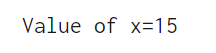 Value of x=15